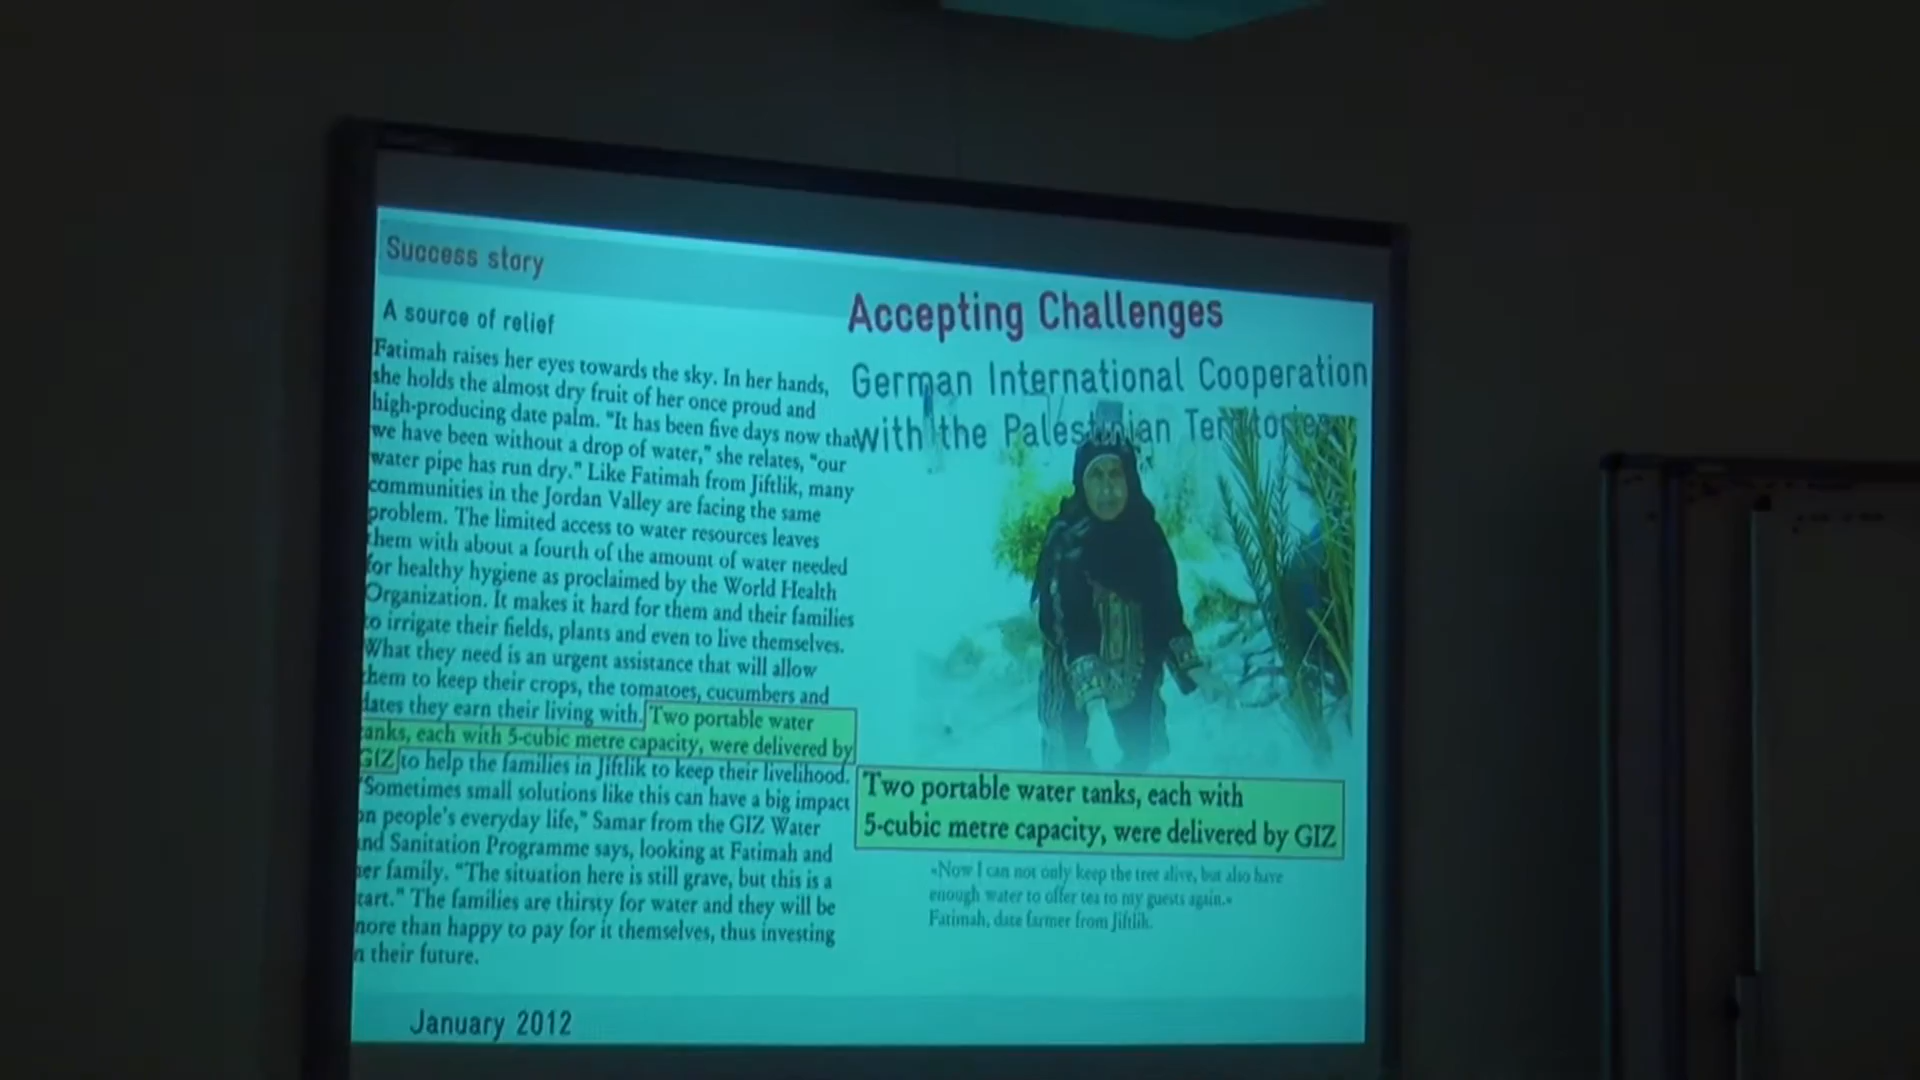 Success story
A source of relief
Fatimah raises her eyes towards the sky. In her hands,
she holds the almost dry fruit of her once proud and
high-producing date palm. "It has been five days now that
we have been without a drop of water," she relates, "our
water pipe has run dry." Like Fatimah from Jiftlik, many
communities in the Jordan Valley are facing the same
problem. The limited access to water resources leaves
them with about a fourth of the amount of water needed
for healthy hygiene as proclaimed by the World Health
Organization. It makes it hard for them and their families
to irrigate their fields, plants and even to live themselves.
What they need is an urgent assistance that will allow
them to keep their crops, the tomatoes, cucumbers and
dates they earn their living with. Two portable water
tanks, each with 5-cubic metre capacity, were delivered by
GIZ to help the families in Jiftlik to keep their livelihood.
"Sometimes small solutions like this can have a big impact
on people's everyday life," Samar from the GIZ Water
and Sanitation Programme says, looking at Fatimah and
her family. "The situation here is still grave, but this is a
start." The families are thirsty for water and they will be
more than happy to pay for it themselves, thus investing
in their future.
January 2012
Accepting Challenges
German International Cooperation
with the Palestinian Territories
Two portable water tanks, each with
5-cubic metre capacity, were delivered by GIZ
«Now I can not only keep the tree alive, but also have
enough water to offer tea to my guests again.»
Fatimah, date farmer from Jiftlik.